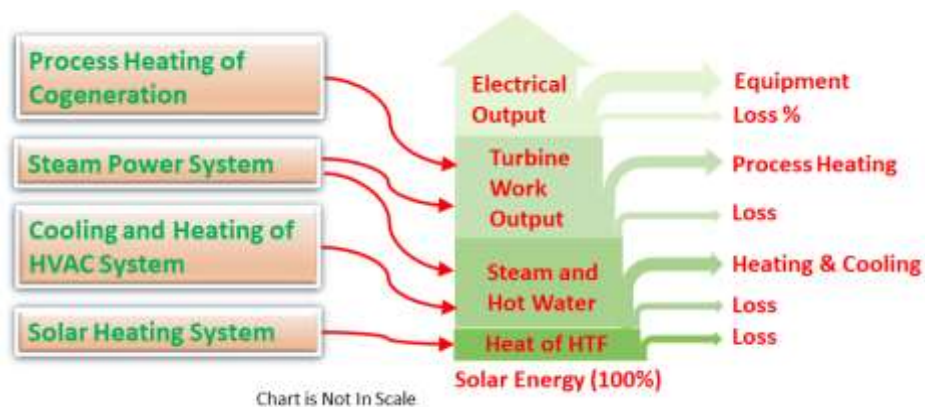 Process Heating of
Cogeneration
Steam Power System
Cooling and Heating of
HVAC System
Solar Heating System
Electrical
Output
Turbine
Work
Output
Steam and
Hot Water
Heat of HTF
Solar Energy (100%)
Equipment
Loss %
Process Heating
Loss
Heating & Cooling
Loss
Loss
Chart is Not In Scale